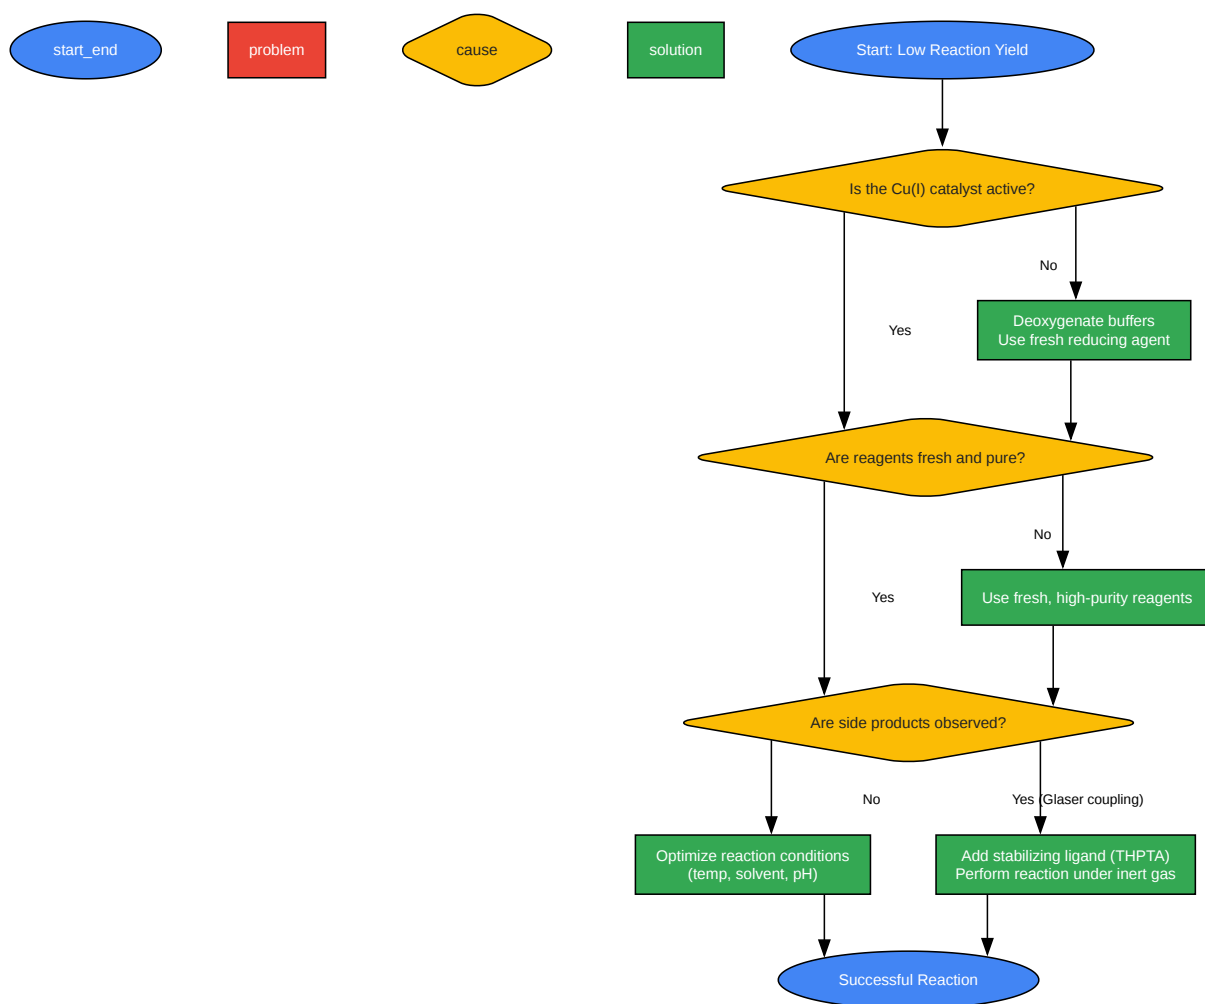 start_end
problem
cause
solution
Start: Low Reaction Yield
Is the Cu(I) catalyst active?
No
Deoxygenate buffers
Use fresh reducing agent
Yes
Are reagents fresh and pure?
No
Yes
Use fresh, high-purity reagents
Are side products observed?
No
Yes (Glaser coupling)
Optimize reaction conditions
(temp, solvent, pH)
Add stabilizing ligand (THPTA)
Perform reaction under inert gas
Successful Reaction